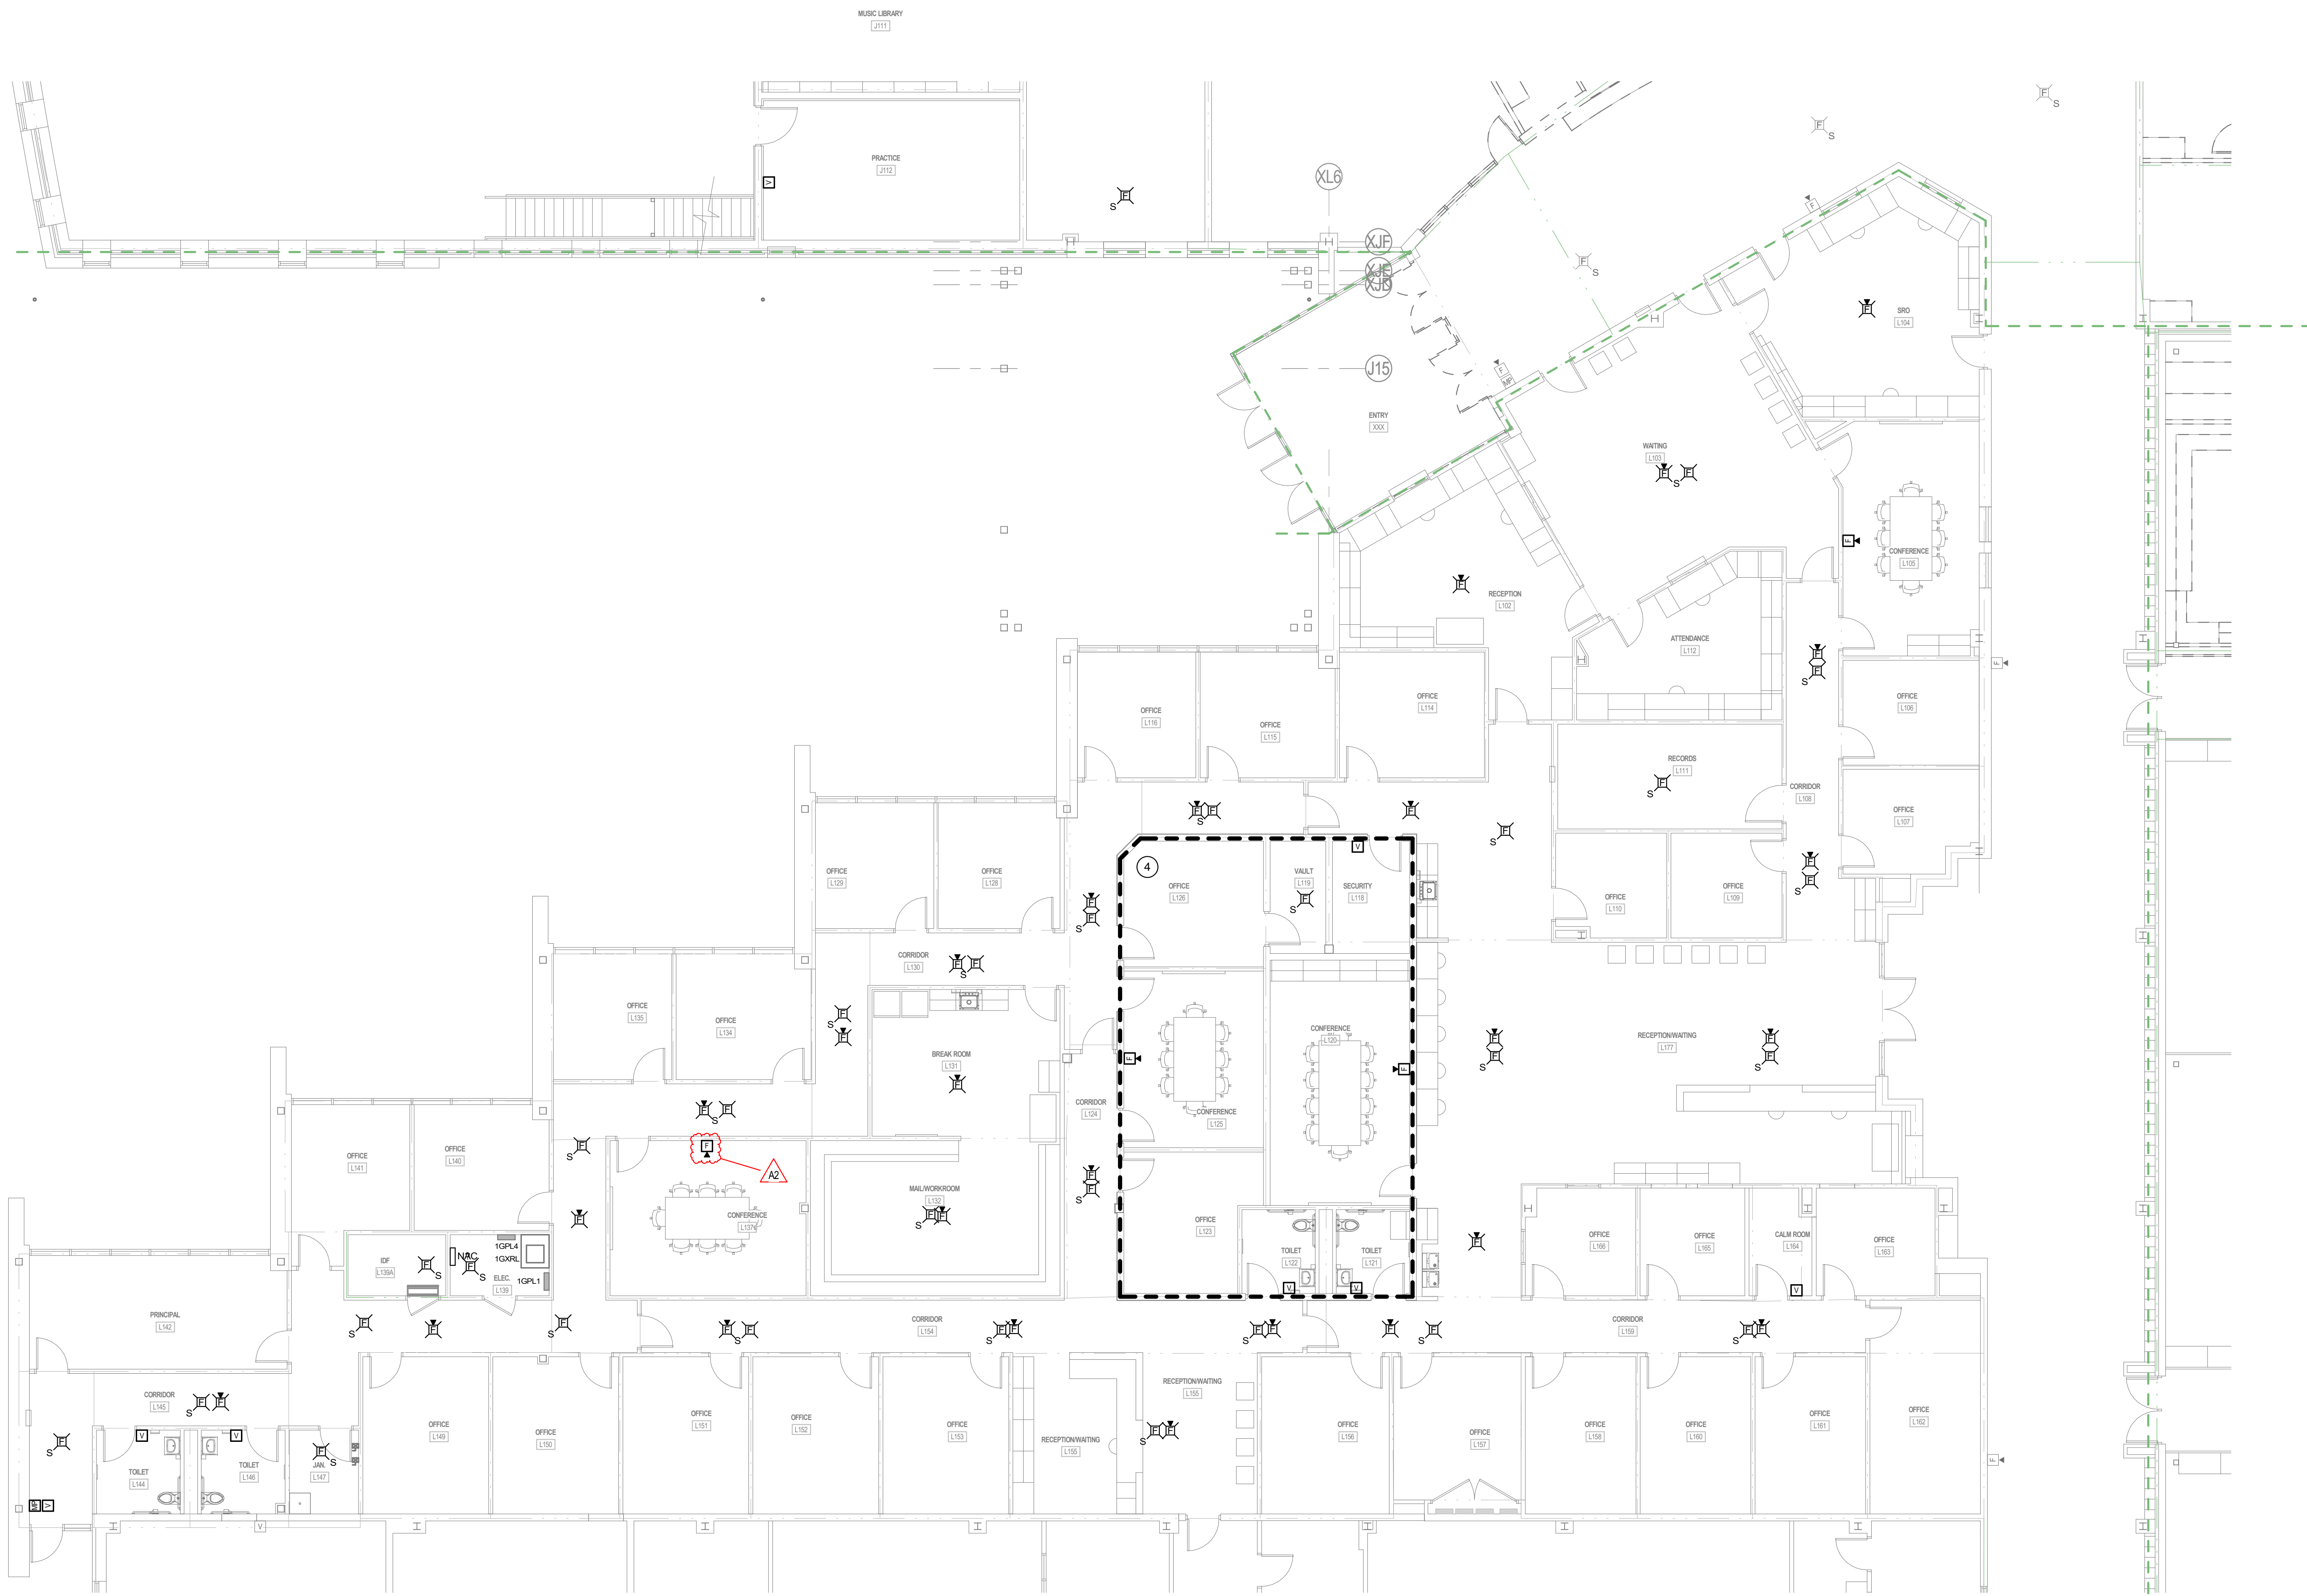 MUSIC LIBRARY
J111
PRACTICE
J112
XL6
XJF
XJE
XJD
J15
ENTRY
XXX
SRO
L104
WAITING
L103
CONFERENCE
L105
RECEPTION
L102
ATTENDANCE
L112
OFFICE
L116
OFFICE
L115
OFFICE
L114
OFFICE
L106
RECORDS
L111
CORRIDOR
L108
OFFICE
L107
OFFICE
L129
OFFICE
L128
4
OFFICE
L126
VAULT
L119
SECURITY
L118
OFFICE
L110
OFFICE
L109
CORRIDOR
L130
OFFICE
L135
OFFICE
L134
BREAK ROOM
L131
CORRIDOR
L124
CONFERENCE
L125
CONFERENCE
L120
RECEPTION/WAITING
L177
OFFICE
L141
OFFICE
L140
A2
CONFERENCE
L137
MAIL/WORKROOM
L132
OFFICE
L123
TOILET
L122
TOILET
L121
OFFICE
L166
OFFICE
L165
CALM ROOM
L164
OFFICE
L163
IDF
L139A
NAC
1GPL4
1GXRL
1GPL1
ELEC.
L139
PRINCIPAL
L142
CORRIDOR
L154
CORRIDOR
L159
CORRIDOR
L145
TOILET
L144
TOILET
L146
JAN.
L147
OFFICE
L149
OFFICE
L150
OFFICE
L151
OFFICE
L152
OFFICE
L153
RECEPTION/WAITING
L155
RECEPTION/WAITING
L155
OFFICE
L156
OFFICE
L157
OFFICE
L158
OFFICE
L160
OFFICE
L161
OFFICE
L162